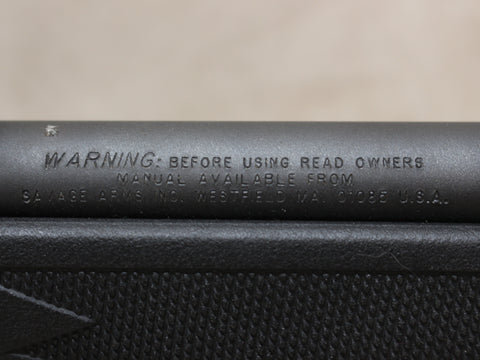 WARNING: BEFORE USING READ OWNERS
MANUAL AVAILABLE FROM
SAVAGE ARMS INC. WESTFIELD MA. 01085 U.S.A.